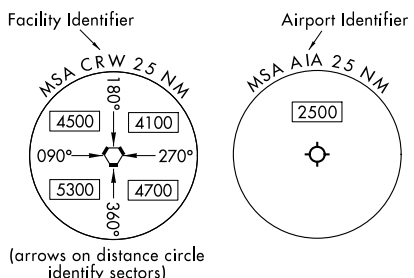 Facility Identifier
Airport Identifier
MSA CRW 25 NM
MSA AIA 25 NM
180°
4500
4100
2500
090°
270°
5300
4700
360°
(arrows on distance circle
identify sectors)